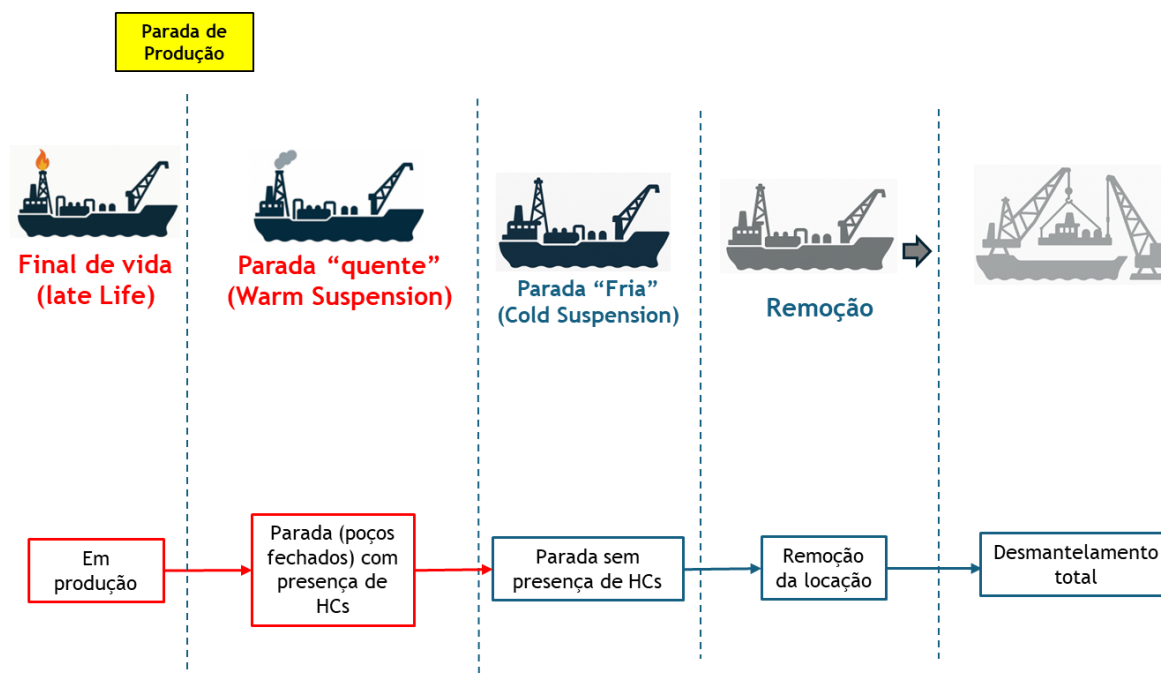 Parada de
Produção
Final de vida
(late Life)
Parada “quente”
(Warm Suspension)
Parada “Fria”
(Cold Suspension)
Remoção
Em
produção
Parada (poços
fechados) com
presença de
HCs
Parada sem
presença de HCs
Remoção
da locação
Desmantelamento
total